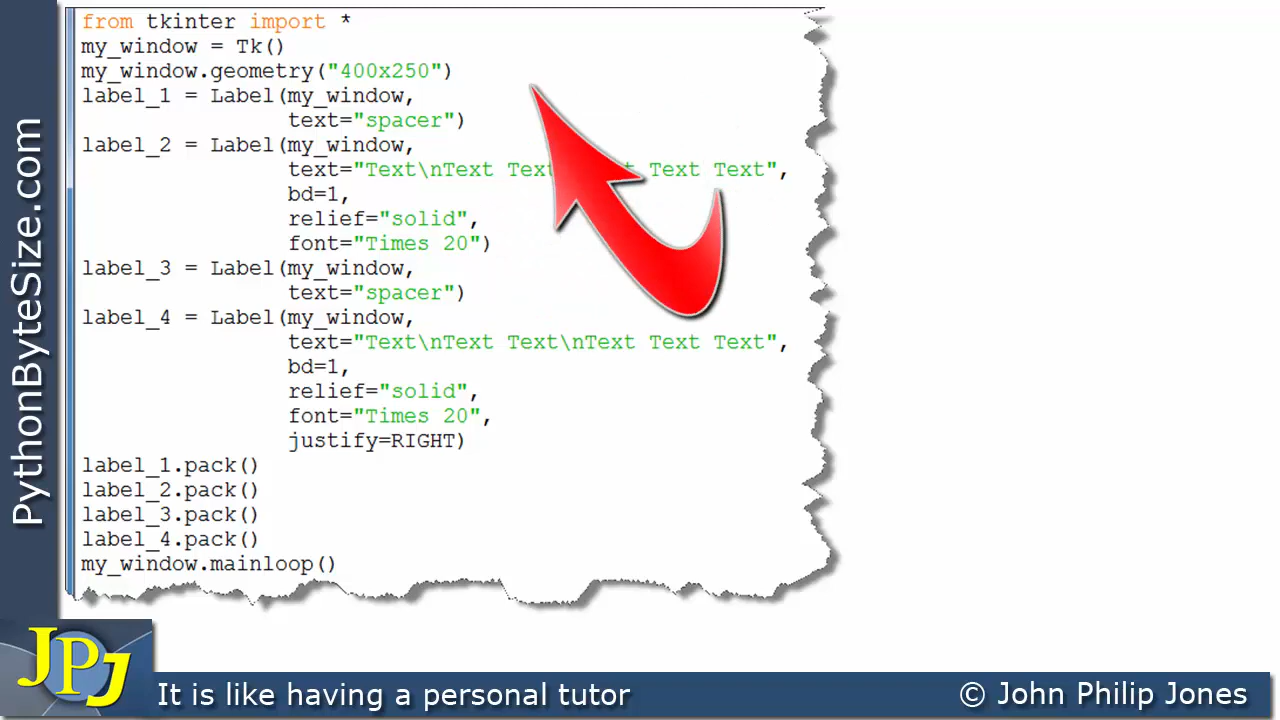 from tkinter import *
my_window = Tk()
my_window.geometry("400x250")
label_1 = Label(my_window,
text="spacer")
label_2 = Label(my_window,
text="Text\nText Text Text Text",
bd=1,
relief="solid",
font="Times 20")
label_3 = Label(my_window,
text="spacer")
label_4 = Label(my_window,
text="Text\nText Text\nText Text Text",
bd=1,
relief="solid",
font="Times 20",
justify=RIGHT)
label_1.pack()
label_2.pack()
label_3.pack()
label_4.pack()
my_window.mainloop()
PythonByteSize.com
JPJ
It is like having a personal tutor
© John Philip Jones